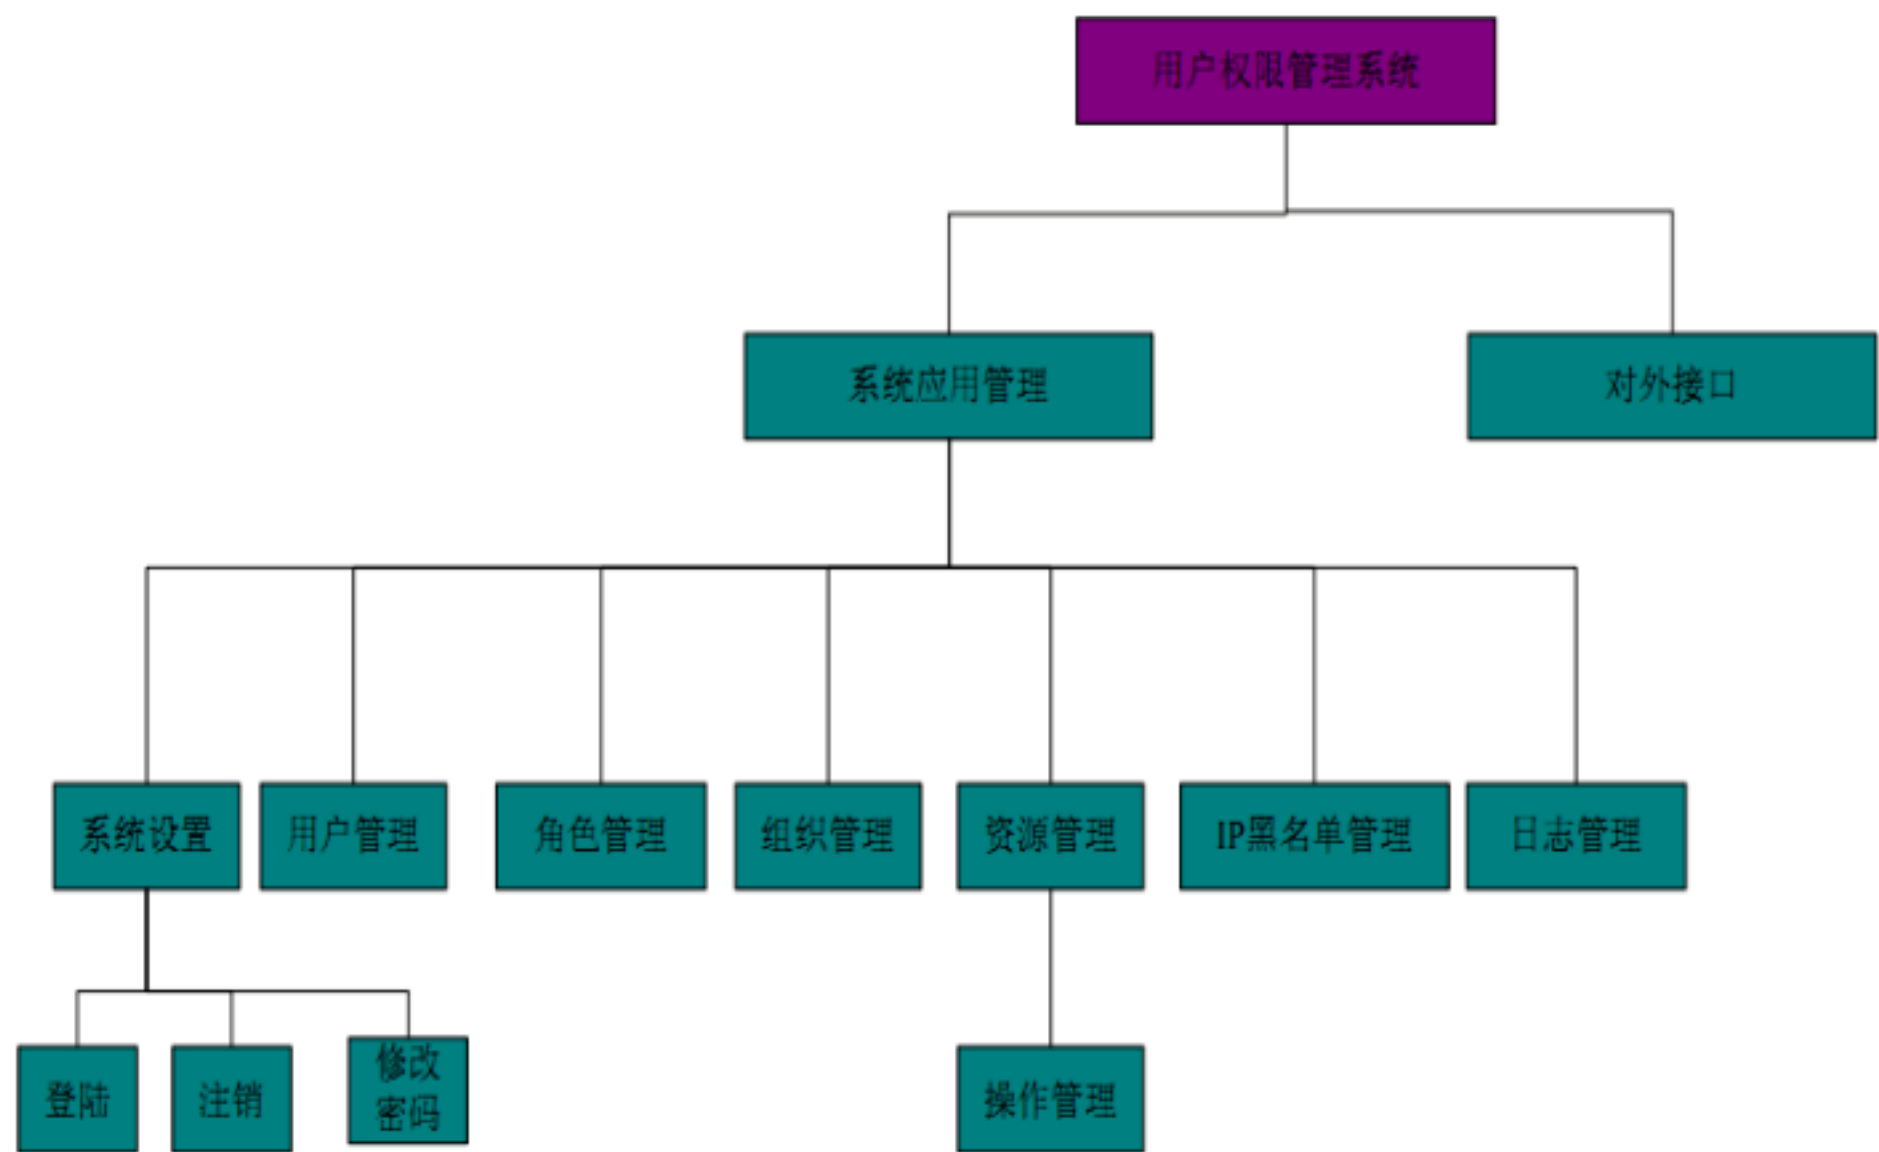 用户权限管理系统
系统应用管理
对外接口
系统设置
用户管理
角色管理
组织管理
资源管理
IP黑名单管理
日志管理
登陆
注销
修改
密码
操作管理